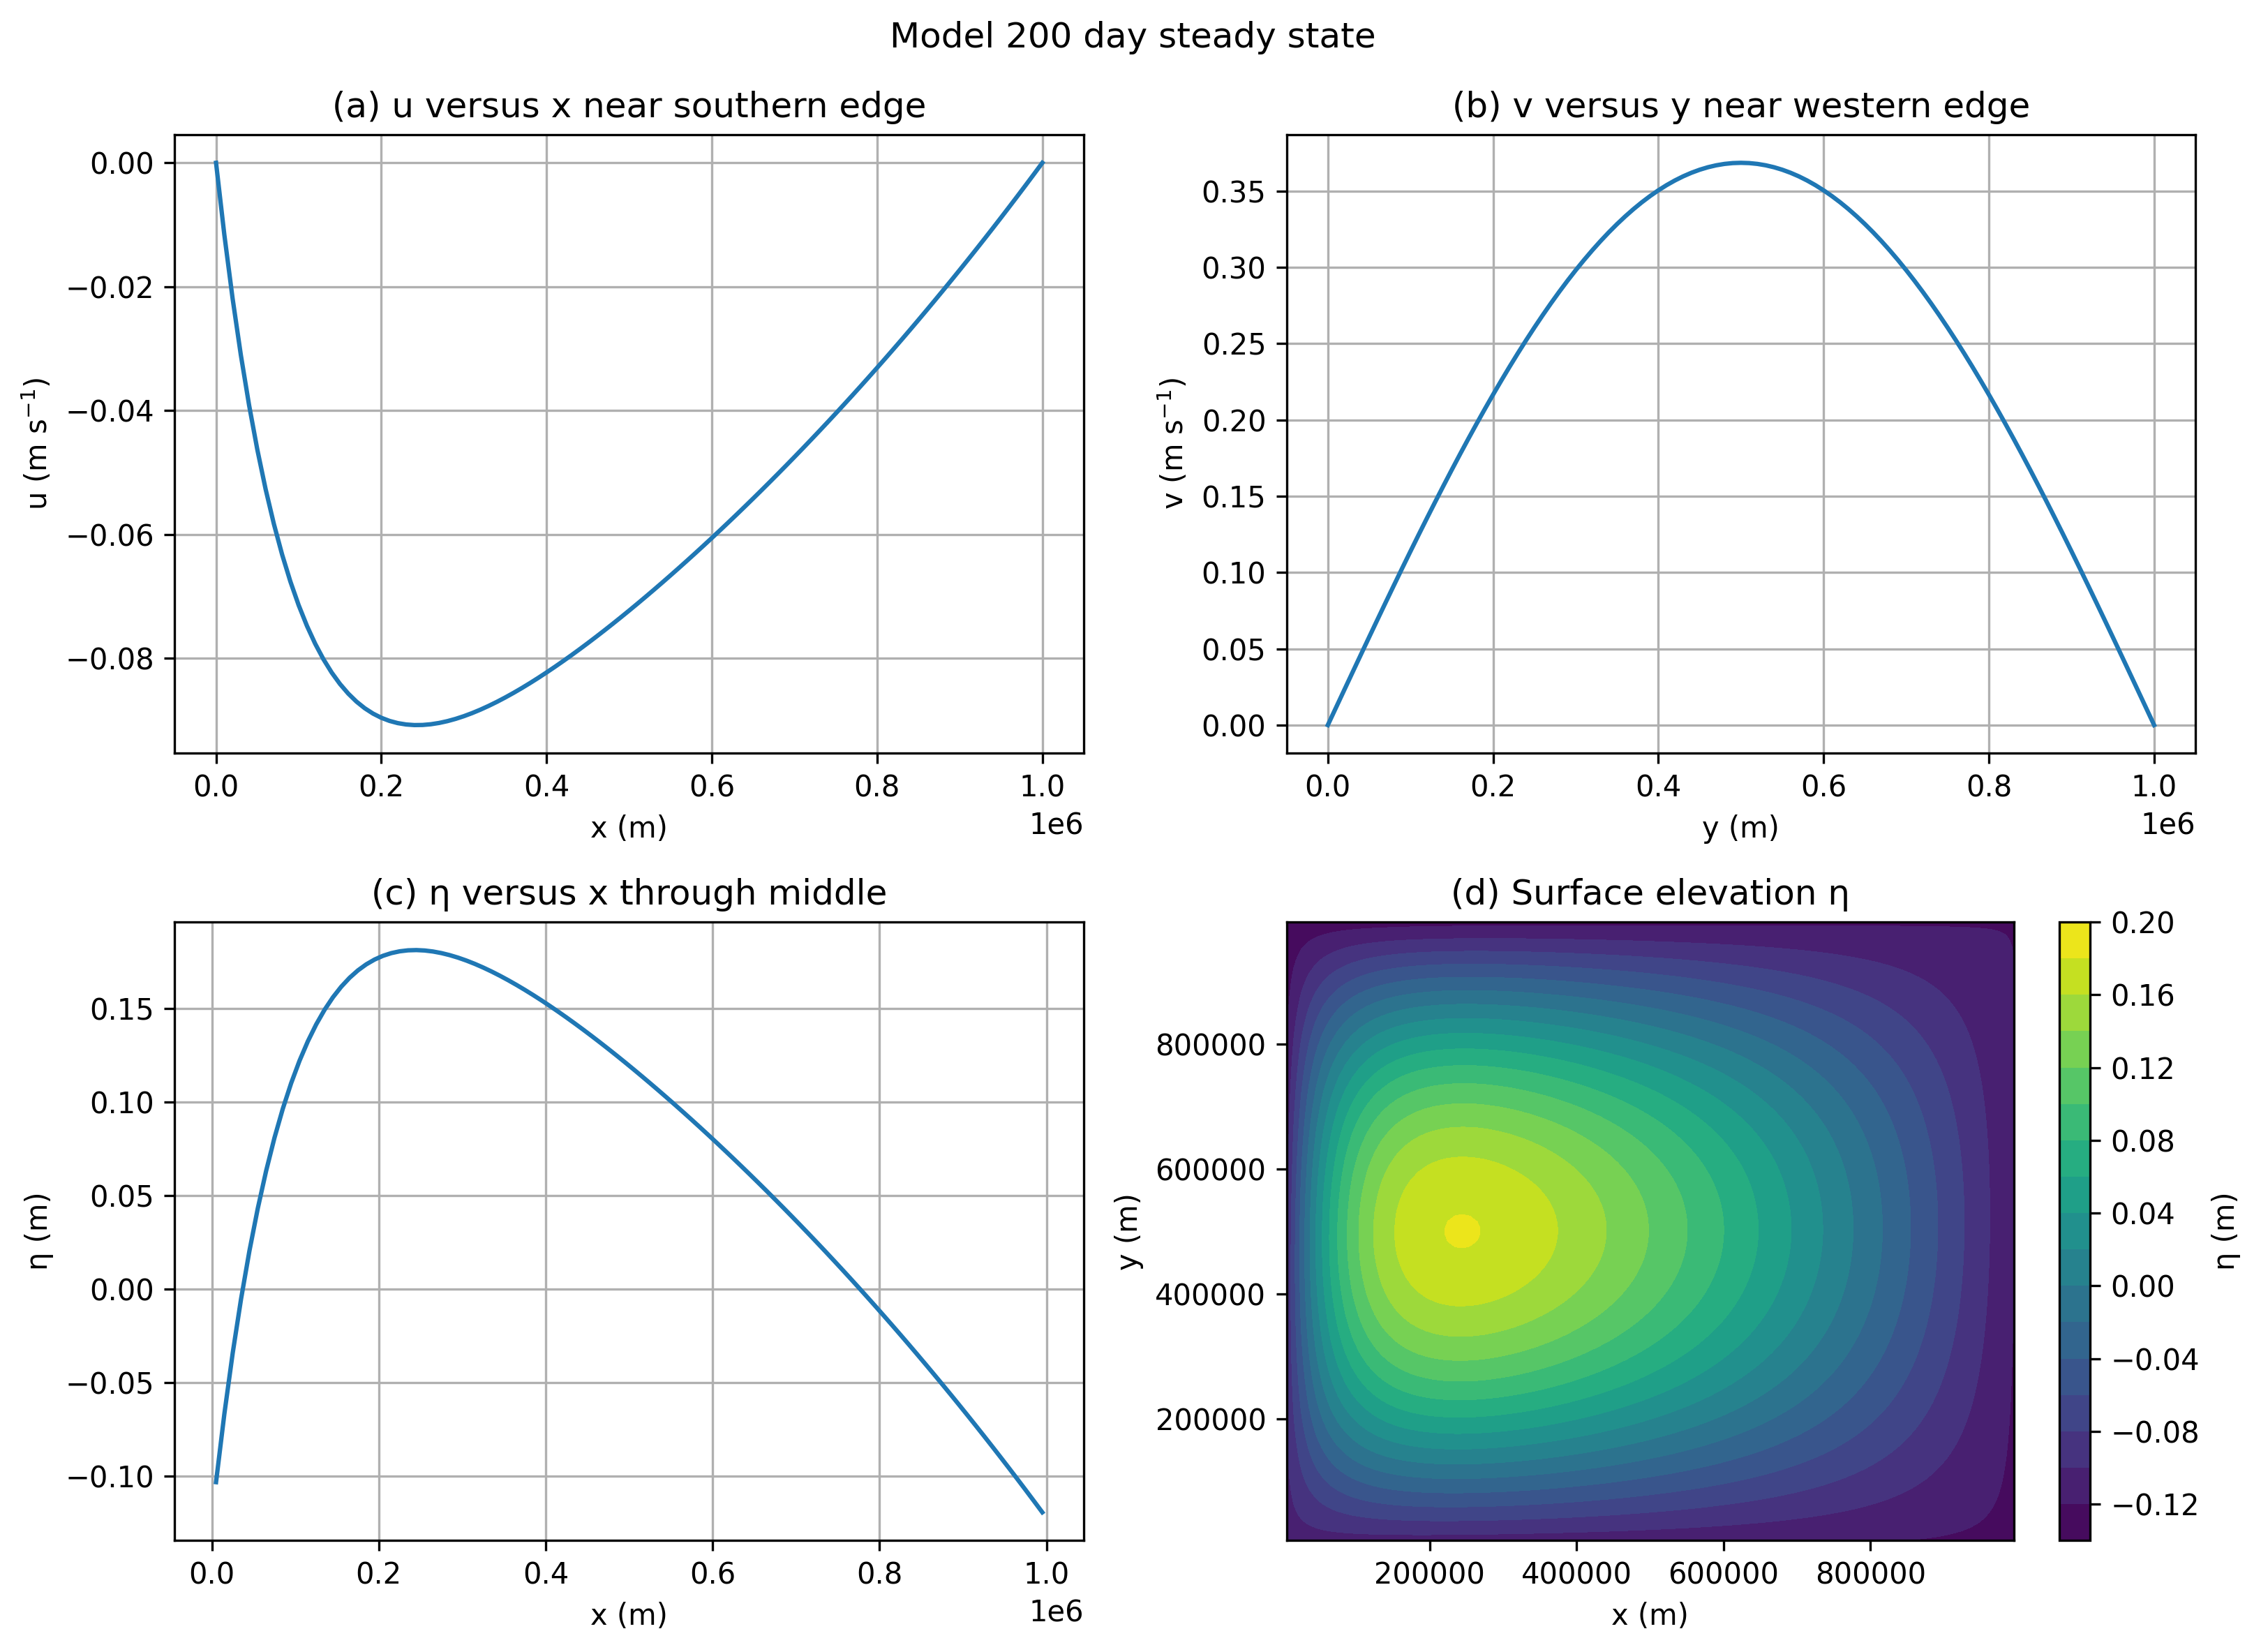 Model 200 day steady state
(a) u versus x near southern edge
0.00
−0.02
−0.04
−0.06
−0.08
u (m s⁻¹)
0.0 0.2 0.4 0.6 0.8 1.0
1e6
x (m)
(b) v versus y near western edge
0.35
0.30
0.25
0.20
0.15
0.10
0.05
0.00
v (m s⁻¹)
0.0 0.2 0.4 0.6 0.8 1.0
1e6
y (m)
(c) η versus x through middle
0.15
0.10
0.05
0.00
−0.05
−0.10
η (m)
0.0 0.2 0.4 0.6 0.8 1.0
1e6
x (m)
(d) Surface elevation η
800000
600000
400000
200000
y (m)
200000 400000 600000 800000
x (m)
0.20
0.16
0.12
0.08
0.04
0.00
−0.04
−0.08
−0.12
η (m)